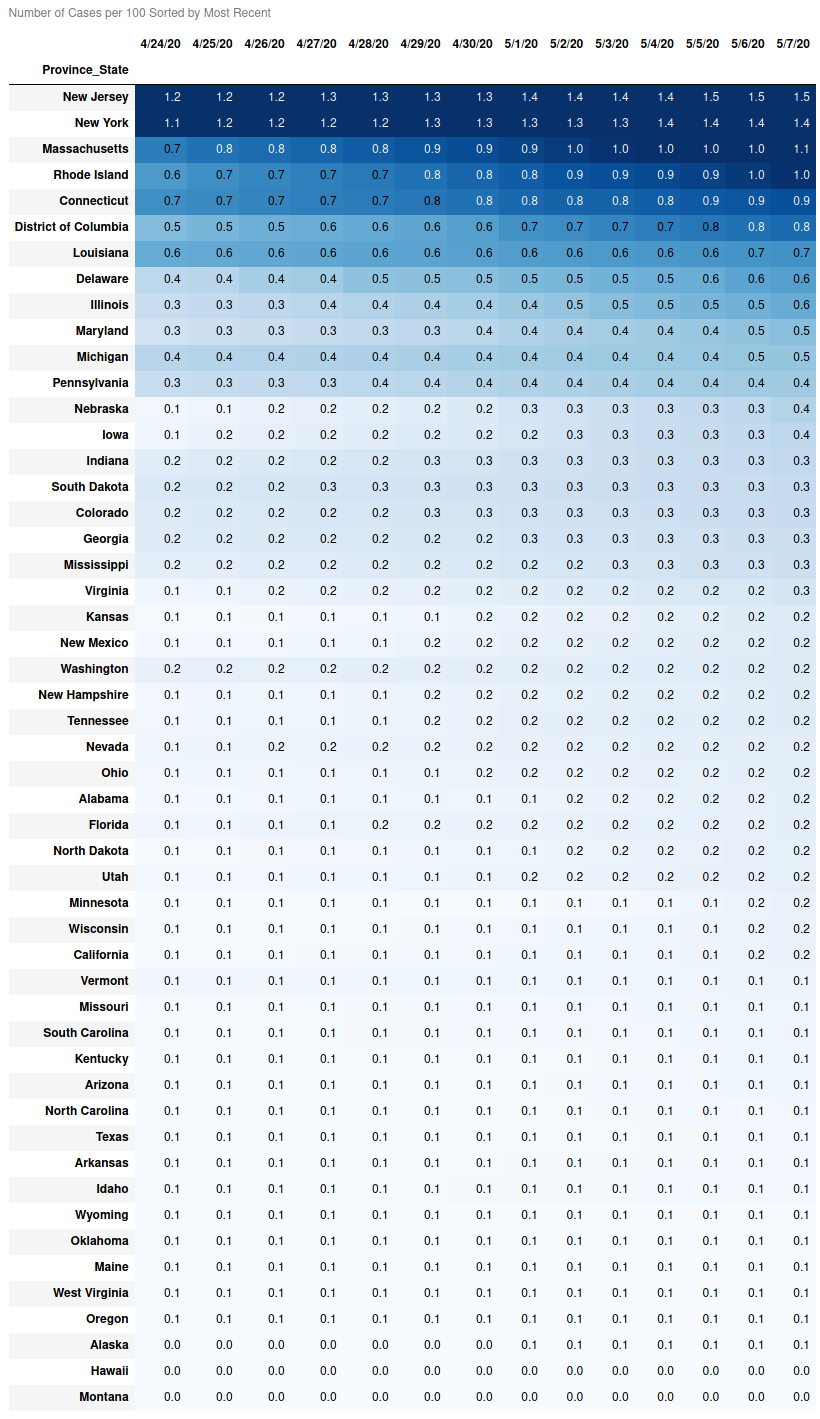 Number of Cases per 100 Sorted by Most Recent
4/24/20 4/25/20 4/26/20 4/27/20 4/28/20 4/29/20 4/30/20 5/1/20 5/2/20 5/3/20 5/4/20 5/5/20 5/6/20 5/7/20
Province_State
New Jersey 1.2 1.2 1.2 1.3 1.3 1.3 1.3 1.4 1.4 1.4 1.4 1.5 1.5 1.5
New York 1.1 1.2 1.2 1.2 1.2 1.3 1.3 1.3 1.3 1.3 1.4 1.4 1.4 1.4
Massachusetts 0.7 0.8 0.8 0.8 0.8 0.9 0.9 0.9 1.0 1.0 1.0 1.0 1.0 1.1
Rhode Island 0.6 0.7 0.7 0.7 0.7 0.8 0.8 0.8 0.9 0.9 0.9 0.9 1.0 1.0
Connecticut 0.7 0.7 0.7 0.7 0.7 0.8 0.8 0.8 0.8 0.8 0.8 0.9 0.9 0.9
District of Columbia 0.5 0.5 0.5 0.6 0.6 0.6 0.6 0.7 0.7 0.7 0.7 0.8 0.8 0.8
Louisiana 0.6 0.6 0.6 0.6 0.6 0.6 0.6 0.6 0.6 0.6 0.6 0.6 0.7 0.7
Delaware 0.4 0.4 0.4 0.4 0.5 0.5 0.5 0.5 0.5 0.5 0.5 0.6 0.6 0.6
Illinois 0.3 0.3 0.3 0.4 0.4 0.4 0.4 0.4 0.5 0.5 0.5 0.5 0.5 0.6
Maryland 0.3 0.3 0.3 0.3 0.3 0.3 0.4 0.4 0.4 0.4 0.4 0.4 0.5 0.5
Michigan 0.4 0.4 0.4 0.4 0.4 0.4 0.4 0.4 0.4 0.4 0.4 0.4 0.5 0.5
Pennsylvania 0.3 0.3 0.3 0.3 0.4 0.4 0.4 0.4 0.4 0.4 0.4 0.4 0.4 0.4
Nebraska 0.1 0.1 0.2 0.2 0.2 0.2 0.2 0.3 0.3 0.3 0.3 0.3 0.3 0.4
Iowa 0.1 0.2 0.2 0.2 0.2 0.2 0.2 0.2 0.3 0.3 0.3 0.3 0.3 0.4
Indiana 0.2 0.2 0.2 0.2 0.2 0.3 0.3 0.3 0.3 0.3 0.3 0.3 0.3 0.3
South Dakota 0.2 0.2 0.2 0.3 0.3 0.3 0.3 0.3 0.3 0.3 0.3 0.3 0.3 0.3
Colorado 0.2 0.2 0.2 0.2 0.2 0.3 0.3 0.3 0.3 0.3 0.3 0.3 0.3 0.3
Georgia 0.2 0.2 0.2 0.2 0.2 0.2 0.2 0.3 0.3 0.3 0.3 0.3 0.3 0.3
Mississippi 0.2 0.2 0.2 0.2 0.2 0.2 0.2 0.2 0.2 0.3 0.3 0.3 0.3 0.3
Virginia 0.1 0.1 0.2 0.2 0.2 0.2 0.2 0.2 0.2 0.2 0.2 0.2 0.2 0.3
Kansas 0.1 0.1 0.1 0.1 0.1 0.1 0.2 0.2 0.2 0.2 0.2 0.2 0.2 0.2
New Mexico 0.1 0.1 0.1 0.1 0.1 0.2 0.2 0.2 0.2 0.2 0.2 0.2 0.2 0.2
Washington 0.2 0.2 0.2 0.2 0.2 0.2 0.2 0.2 0.2 0.2 0.2 0.2 0.2 0.2
New Hampshire 0.1 0.1 0.1 0.1 0.1 0.2 0.2 0.2 0.2 0.2 0.2 0.2 0.2 0.2
Tennessee 0.1 0.1 0.1 0.1 0.1 0.2 0.2 0.2 0.2 0.2 0.2 0.2 0.2 0.2
Nevada 0.1 0.1 0.2 0.2 0.2 0.2 0.2 0.2 0.2 0.2 0.2 0.2 0.2 0.2
Ohio 0.1 0.1 0.1 0.1 0.1 0.1 0.2 0.2 0.2 0.2 0.2 0.2 0.2 0.2
Alabama 0.1 0.1 0.1 0.1 0.1 0.1 0.1 0.1 0.2 0.2 0.2 0.2 0.2 0.2
Florida 0.1 0.1 0.1 0.1 0.2 0.2 0.2 0.2 0.2 0.2 0.2 0.2 0.2 0.2
North Dakota 0.1 0.1 0.1 0.1 0.1 0.1 0.1 0.1 0.2 0.2 0.2 0.2 0.2 0.2
Utah 0.1 0.1 0.1 0.1 0.1 0.1 0.1 0.2 0.2 0.2 0.2 0.2 0.2 0.2
Minnesota 0.1 0.1 0.1 0.1 0.1 0.1 0.1 0.1 0.1 0.1 0.1 0.1 0.2 0.2
Wisconsin 0.1 0.1 0.1 0.1 0.1 0.1 0.1 0.1 0.1 0.1 0.1 0.1 0.2 0.2
California 0.1 0.1 0.1 0.1 0.1 0.1 0.1 0.1 0.1 0.1 0.1 0.1 0.2 0.2
Vermont 0.1 0.1 0.1 0.1 0.1 0.1 0.1 0.1 0.1 0.1 0.1 0.1 0.1 0.1
Missouri 0.1 0.1 0.1 0.1 0.1 0.1 0.1 0.1 0.1 0.1 0.1 0.1 0.1 0.1
South Carolina 0.1 0.1 0.1 0.1 0.1 0.1 0.1 0.1 0.1 0.1 0.1 0.1 0.1 0.1
Kentucky 0.1 0.1 0.1 0.1 0.1 0.1 0.1 0.1 0.1 0.1 0.1 0.1 0.1 0.1
Arizona 0.1 0.1 0.1 0.1 0.1 0.1 0.1 0.1 0.1 0.1 0.1 0.1 0.1 0.1
North Carolina 0.1 0.1 0.1 0.1 0.1 0.1 0.1 0.1 0.1 0.1 0.1 0.1 0.1 0.1
Texas 0.1 0.1 0.1 0.1 0.1 0.1 0.1 0.1 0.1 0.1 0.1 0.1 0.1 0.1
Arkansas 0.1 0.1 0.1 0.1 0.1 0.1 0.1 0.1 0.1 0.1 0.1 0.1 0.1 0.1
Idaho 0.1 0.1 0.1 0.1 0.1 0.1 0.1 0.1 0.1 0.1 0.1 0.1 0.1 0.1
Wyoming 0.1 0.1 0.1 0.1 0.1 0.1 0.1 0.1 0.1 0.1 0.1 0.1 0.1 0.1
Oklahoma 0.1 0.1 0.1 0.1 0.1 0.1 0.1 0.1 0.1 0.1 0.1 0.1 0.1 0.1
Maine 0.1 0.1 0.1 0.1 0.1 0.1 0.1 0.1 0.1 0.1 0.1 0.1 0.1 0.1
West Virginia 0.1 0.1 0.1 0.1 0.1 0.1 0.1 0.1 0.1 0.1 0.1 0.1 0.1 0.1
Oregon 0.1 0.1 0.1 0.1 0.1 0.1 0.1 0.1 0.1 0.1 0.1 0.1 0.1 0.1
Alaska 0.0 0.0 0.0 0.0 0.0 0.0 0.0 0.1 0.1 0.1 0.1 0.1 0.1 0.1
Hawaii 0.0 0.0 0.0 0.0 0.0 0.0 0.0 0.0 0.0 0.0 0.0 0.0 0.0 0.0
Montana 0.0 0.0 0.0 0.0 0.0 0.0 0.0 0.0 0.0 0.0 0.0 0.0 0.0 0.0